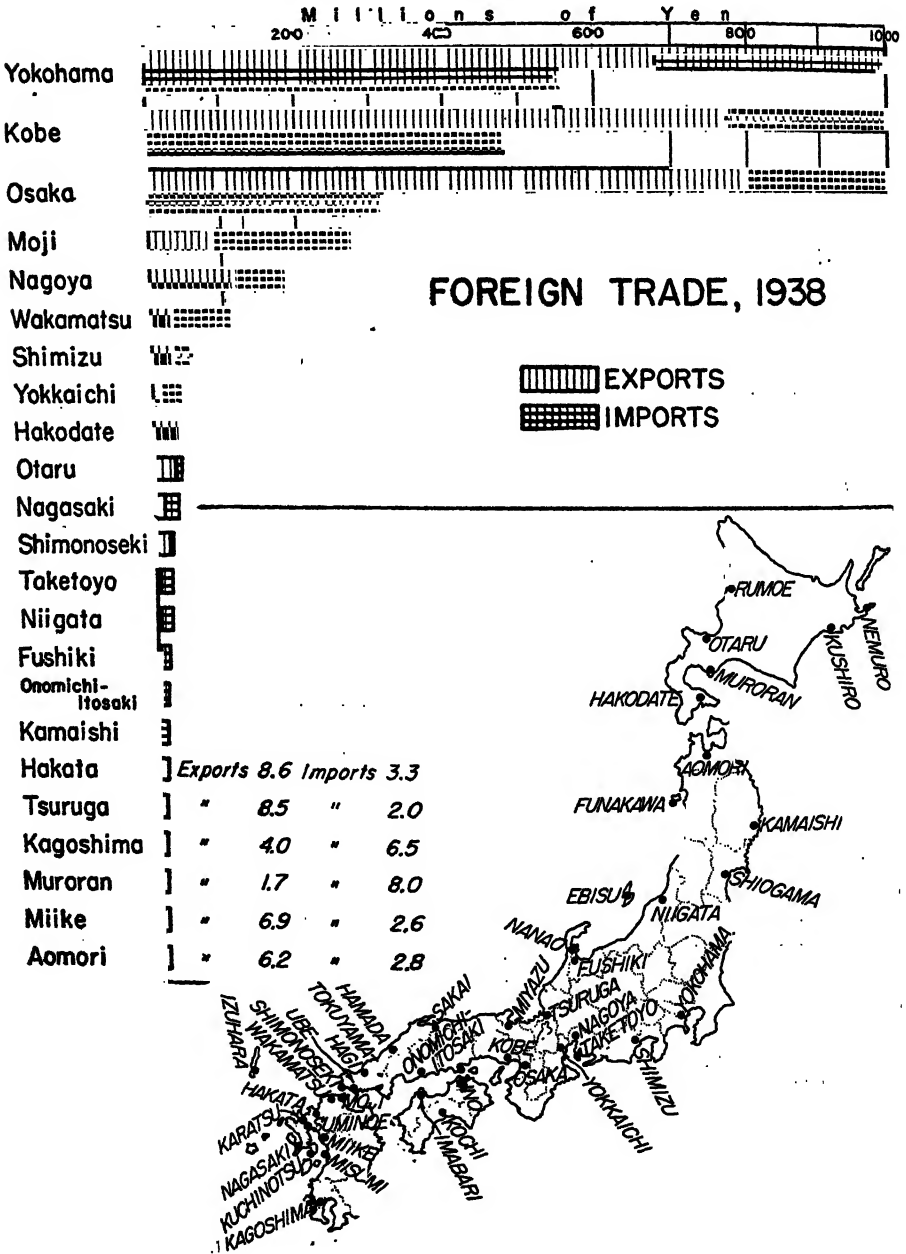 Millions of Yen
200 400 600 800 1000
Yokohama
Kobe
Osaka
Moji
Nagoya
FOREIGN TRADE, 1938
Wakamatsu
Shimizu
EXPORTS
Yokkaichi
IMPORTS
Hakodate
Otaru
Nagasaki
Shimonoseki
Taketoyo
Niigata
Fushiki
Onomichi-
Itosaki
Kamaishi
Hakata ] Exports 8.6 Imports 3.3
Tsuruga ] " 8.5 " 2.0
Kagoshima ] " 4.0 " 6.5
Muroran ] " 1.7 " 8.0
Miike ] " 6.9 " 2.6
Aomori ] " 6.2 " 2.8
RUMOE
NEMURO
OTARU
KUSHIRO
MURORAN
HAKODATE
AOMORI
FUNAKAWA
KAMAISHI
SHIOGAMA
EBISU
NIIGATA
NANAO
FUSHIKI
YOKOHAMA
MIYAZU
TSURUGA
NAGOYA
TAKETOYO
SHIMIZU
YOKKAICHI
SAKAI
HAMADA
TOKUYAMA
HAGI
UBE
SHIMONOSEKI
WAKAMATSU
IZUHARA
ONOMICHI-
ITOSAKI
KOBE
OSAKA
UNO
MOJI
HAKATA
SUMINOE
KARATSU
MIIKE
KOCHI
IMABARI
NAGASAKI
MISUMI
KUCHINOTSU
KAGOSHIMA